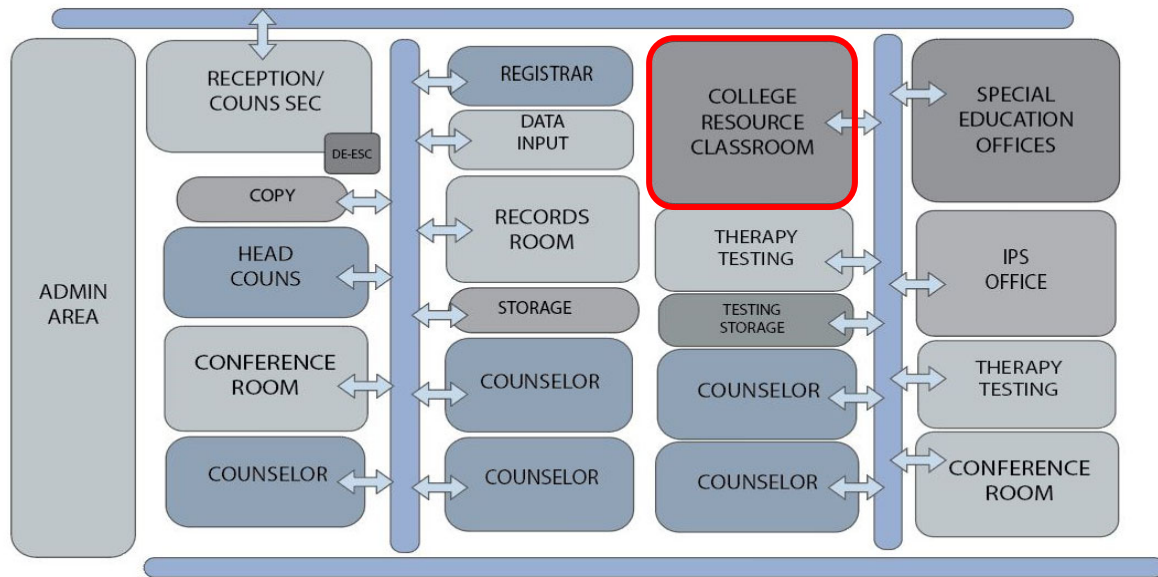 ADMIN
AREA
RECEPTION/
COUNS SEC
DE-ESC
COPY
HEAD
COUNS
CONFERENCE
ROOM
COUNSELOR
REGISTRAR
DATA
INPUT
RECORDS
ROOM
STORAGE
COUNSELOR
COUNSELOR
COLLEGE
RESOURCE
CLASSROOM
THERAPY
TESTING
TESTING
STORAGE
COUNSELOR
COUNSELOR
SPECIAL
EDUCATION
OFFICES
IPS
OFFICE
THERAPY
TESTING
CONFERENCE
ROOM